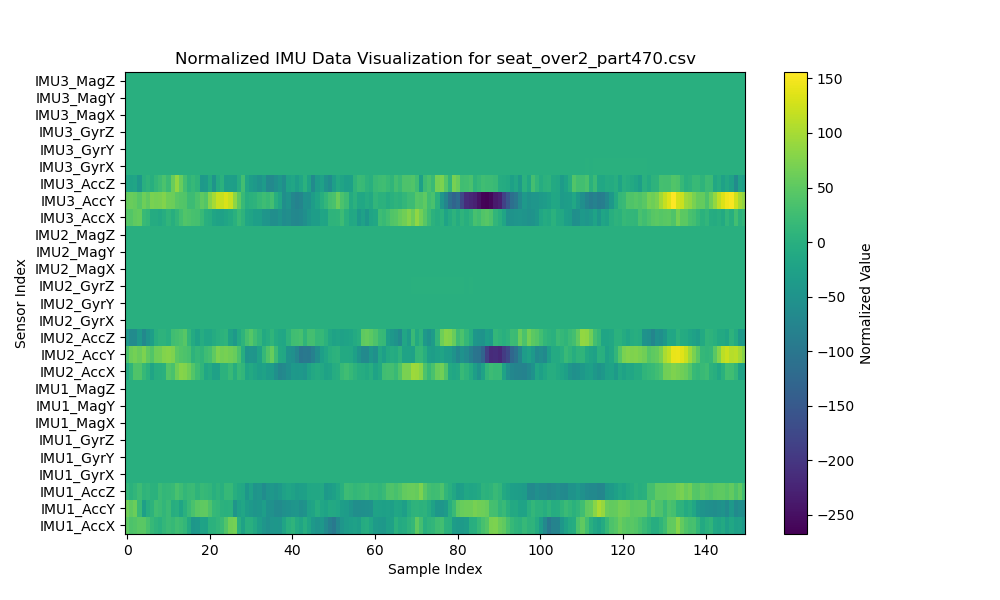 Normalized IMU Data Visualization for seat_over2_part470.csv
IMU3_MagZ
IMU3_MagY
IMU3_MagX
IMU3_GyrZ
IMU3_GyrY
IMU3_GyrX
IMU3_AccZ
IMU3_AccY
IMU3_AccX
IMU2_MagZ
IMU2_MagY
IMU2_MagX
IMU2_GyrZ
IMU2_GyrY
IMU2_GyrX
IMU2_AccZ
IMU2_AccY
IMU2_AccX
IMU1_MagZ
IMU1_MagY
IMU1_MagX
IMU1_GyrZ
IMU1_GyrY
IMU1_GyrX
IMU1_AccZ
IMU1_AccY
IMU1_AccX
Sensor Index
0 20 40 60 80 100 120 140
Sample Index
150
100
50
0
−50
−100
−150
−200
−250
Normalized Value